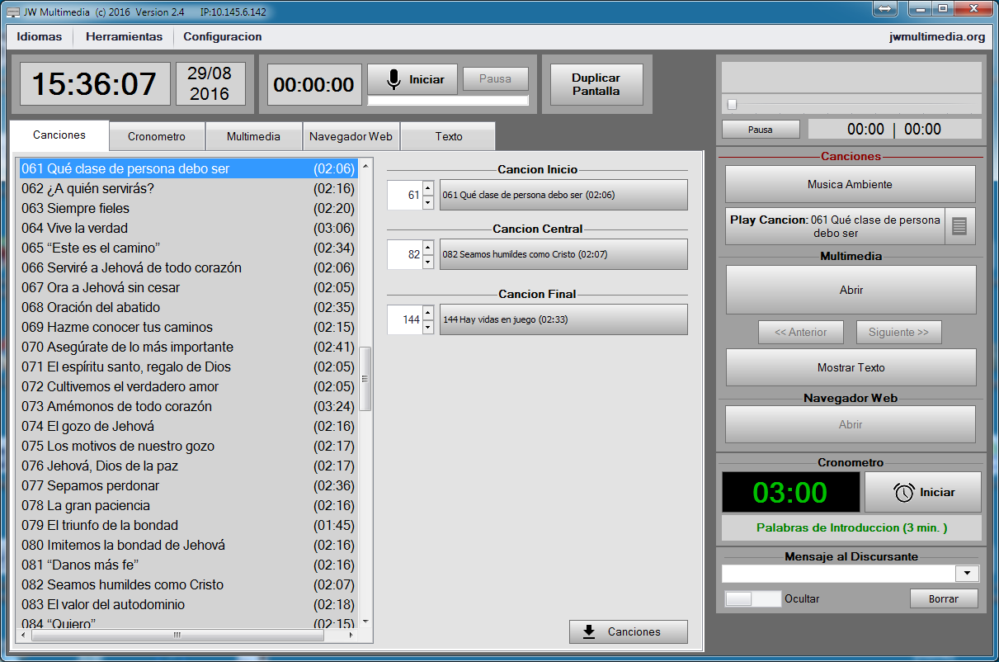 JW Multimedia (c) 2016 Version 2.4 IP:10.145.6.142
Idiomas Herramientas Configuracion jwmultimedia.org
15:36:07
29/08
2016
00:00:00
Iniciar
Pausa
Duplicar
Pantalla
Canciones Cronometro Multimedia Navegador Web Texto
061 Qué clase de persona debo ser (02:06)
062 ¿A quién servirás? (02:16)
063 Siempre fieles (02:20)
064 Vive la verdad (03:06)
065 “Este es el camino” (02:34)
066 Serviré a Jehová de todo corazón (02:06)
067 Ora a Jehová sin cesar (02:05)
068 Oración del abatido (02:35)
069 Hazme conocer tus caminos (02:15)
070 Asegúrate de lo más importante (02:41)
071 El espíritu santo, regalo de Dios (02:05)
072 Cultivemos el verdadero amor (02:05)
073 Amémonos de todo corazón (03:24)
074 El gozo de Jehová (02:16)
075 Los motivos de nuestro gozo (02:17)
076 Jehová, Dios de la paz (02:17)
077 Sepamos perdonar (02:36)
078 La gran paciencia (02:16)
079 El triunfo de la bondad (01:45)
080 Imitemos la bondad de Jehová (02:16)
081 “Danos más fe” (02:16)
082 Seamos humildes como Cristo (02:07)
083 El valor del autodominio (02:18)
084 “Quiero” (02:15)
Cancion Inicio
61 061 Qué clase de persona debo ser (02:06)
Cancion Central
82 082 Seamos humildes como Cristo (02:07)
Cancion Final
144 144 Hay vidas en juego (02:33)
Canciones
Pausa 00:00 | 00:00
Canciones
Musica Ambiente
Play Cancion: 061 Qué clase de persona
debo ser
Multimedia
Abrir
<< Anterior Siguiente >>
Mostrar Texto
Navegador Web
Abrir
Cronometro
03:00 Iniciar
Palabras de Introduccion (3 min. )
Mensaje al Discursante
Ocultar Borrar